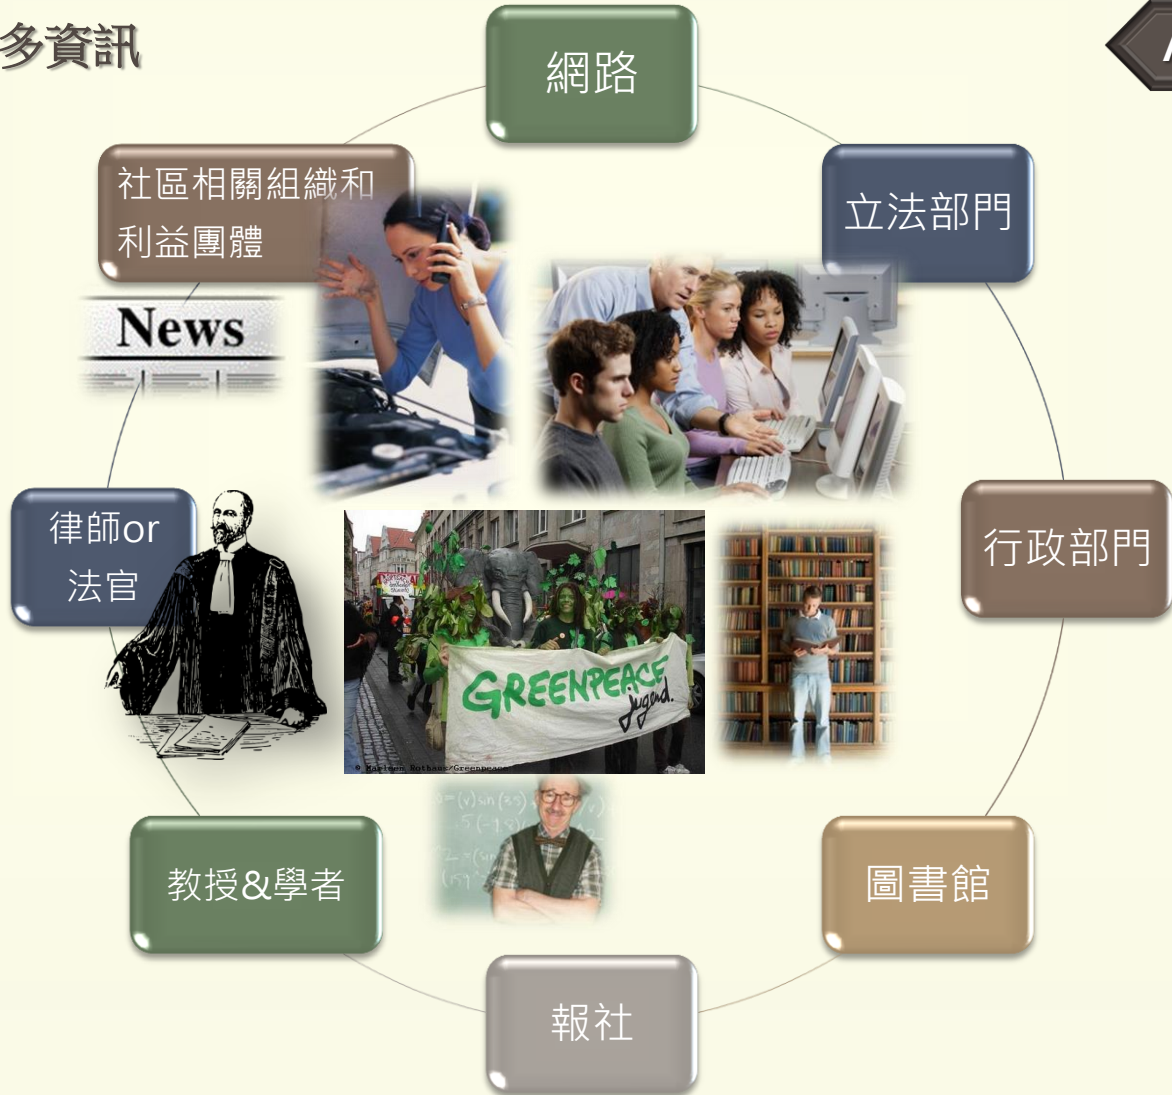 多資訊
網路
社區相關組織和
利益團體
立法部門
News
律師or
法官
行政部門
GREENPEACE
jugend.
教授&學者
圖書館
報社